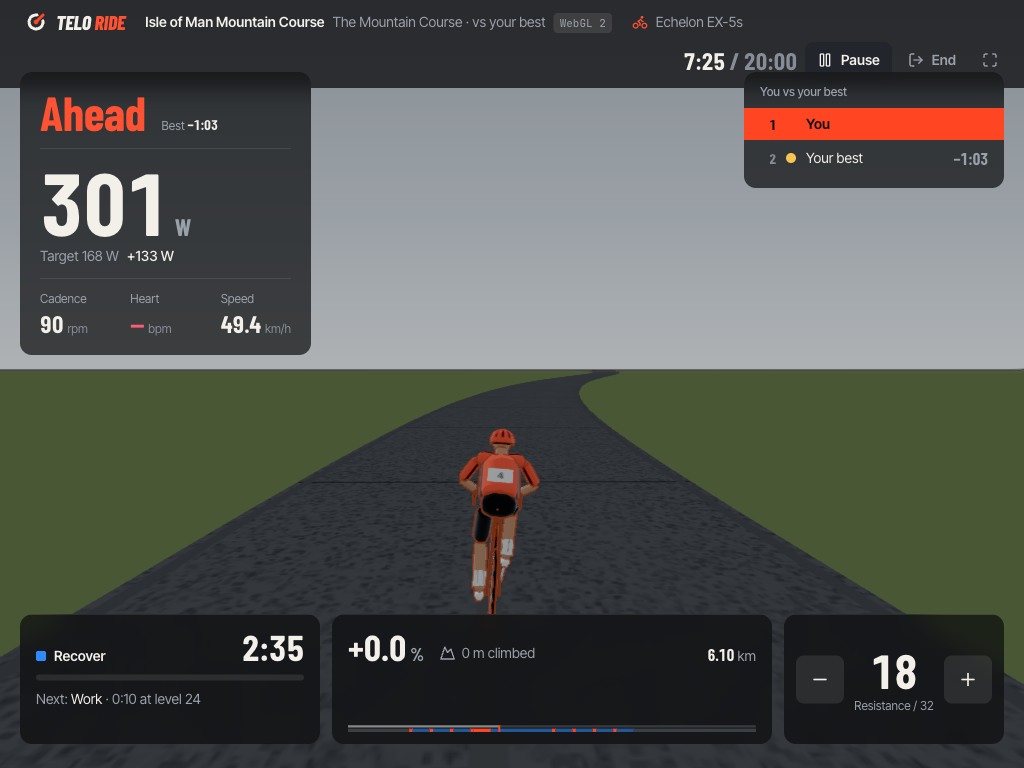 TELO RIDE Isle of Man Mountain Course The Mountain Course · vs your best WebGL 2 Echelon EX-5s
7:25 / 20:00 Pause End
Ahead Best −1:03
301 W
Target 168 W +133 W
Cadence Heart Speed
90 rpm — bpm 49.4 km/h
You vs your best
1 You
2 Your best −1:03
4
Recover 2:35
Next: Work · 0:10 at level 24
+0.0 % 0 m climbed 6.10 km
− 18 +
Resistance / 32